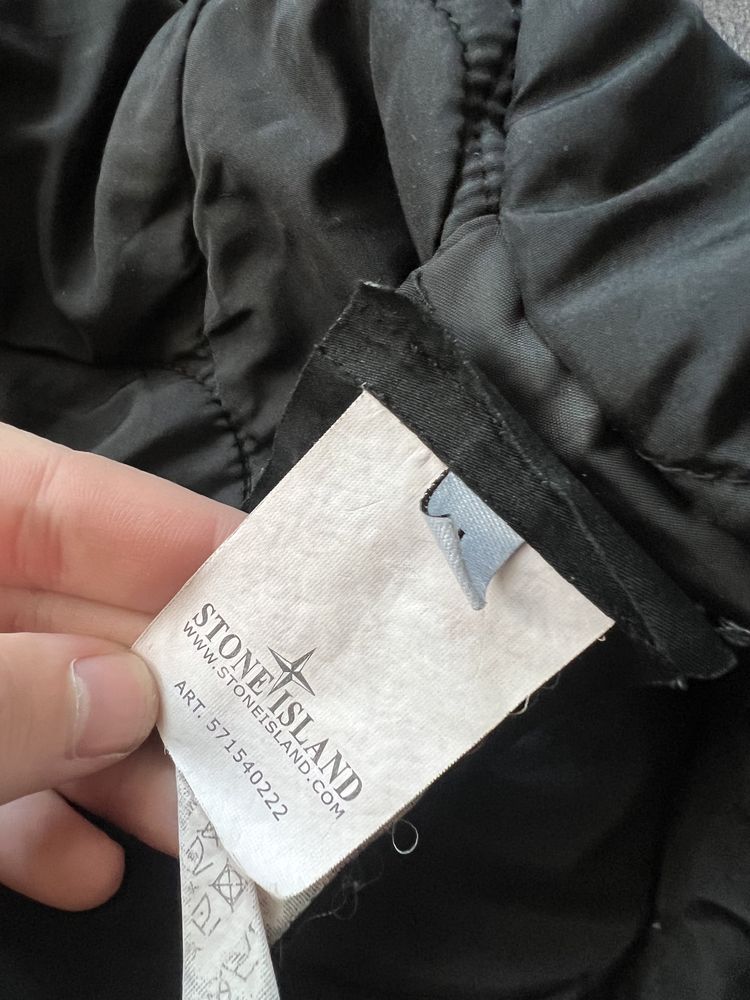 STONE ISLAND
WWW.STONEISLAND.COM
ART. 571540222